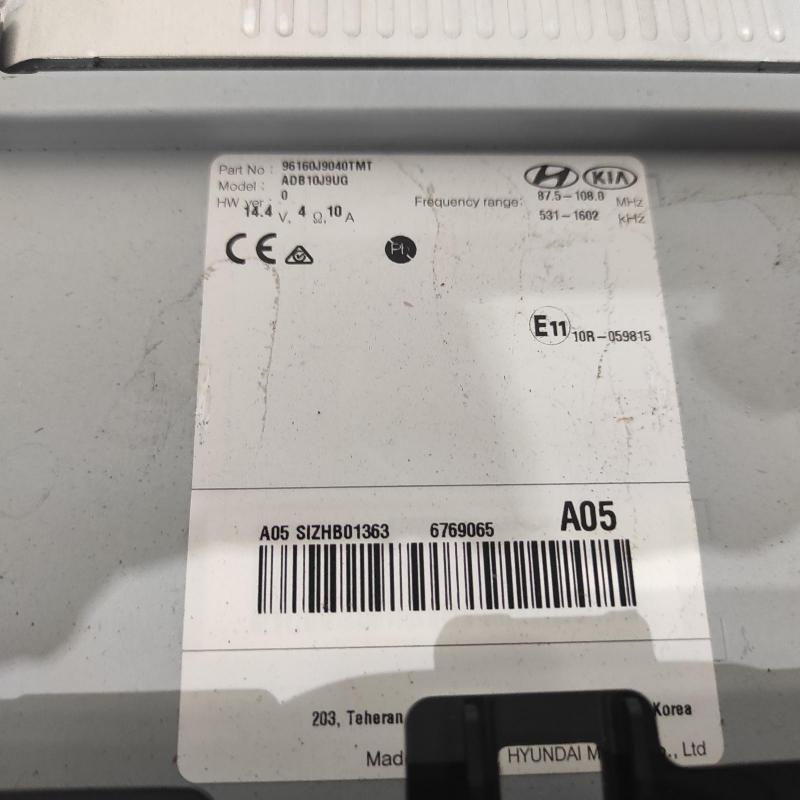 Part No : 96160J9040TMT
Model : ADB10J9UG
HW ver : 0
14.4 V, 4 Ω, 10 A
KIA
Frequency range: 87.5-108.0 MHz
531-1602 kHz
CE
E11 10R-059815
A05 SIZHB01363 6769065 A05
203, Teheran Korea
HYUNDAI , Ltd